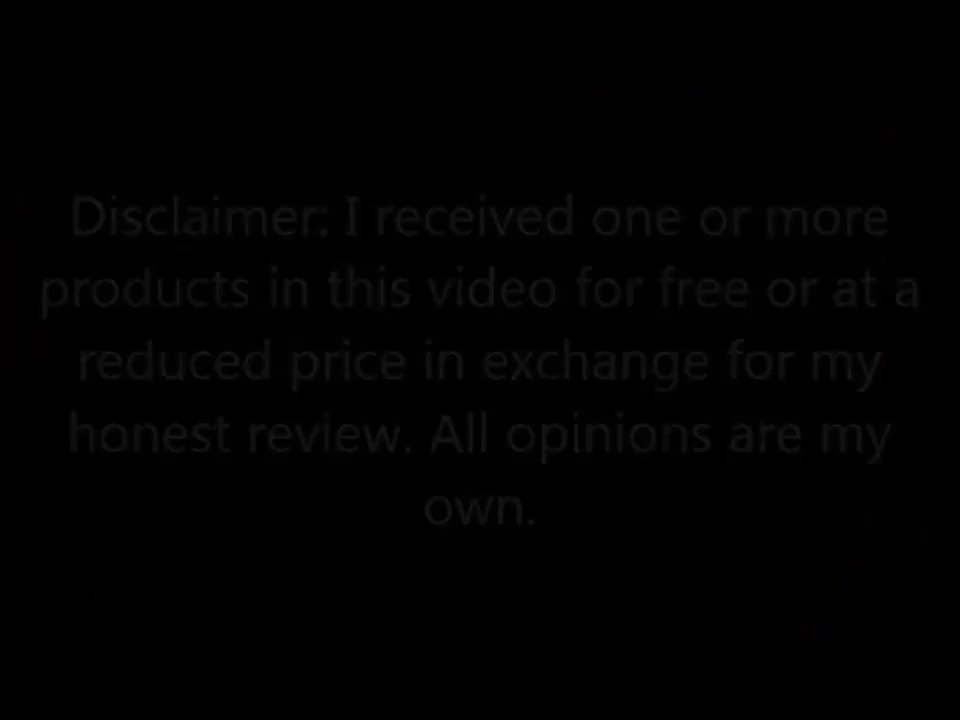 Disclaimer: I received one or more
products in this video for free or at a
reduced price in exchange for my
honest review. All opinions are my
own.